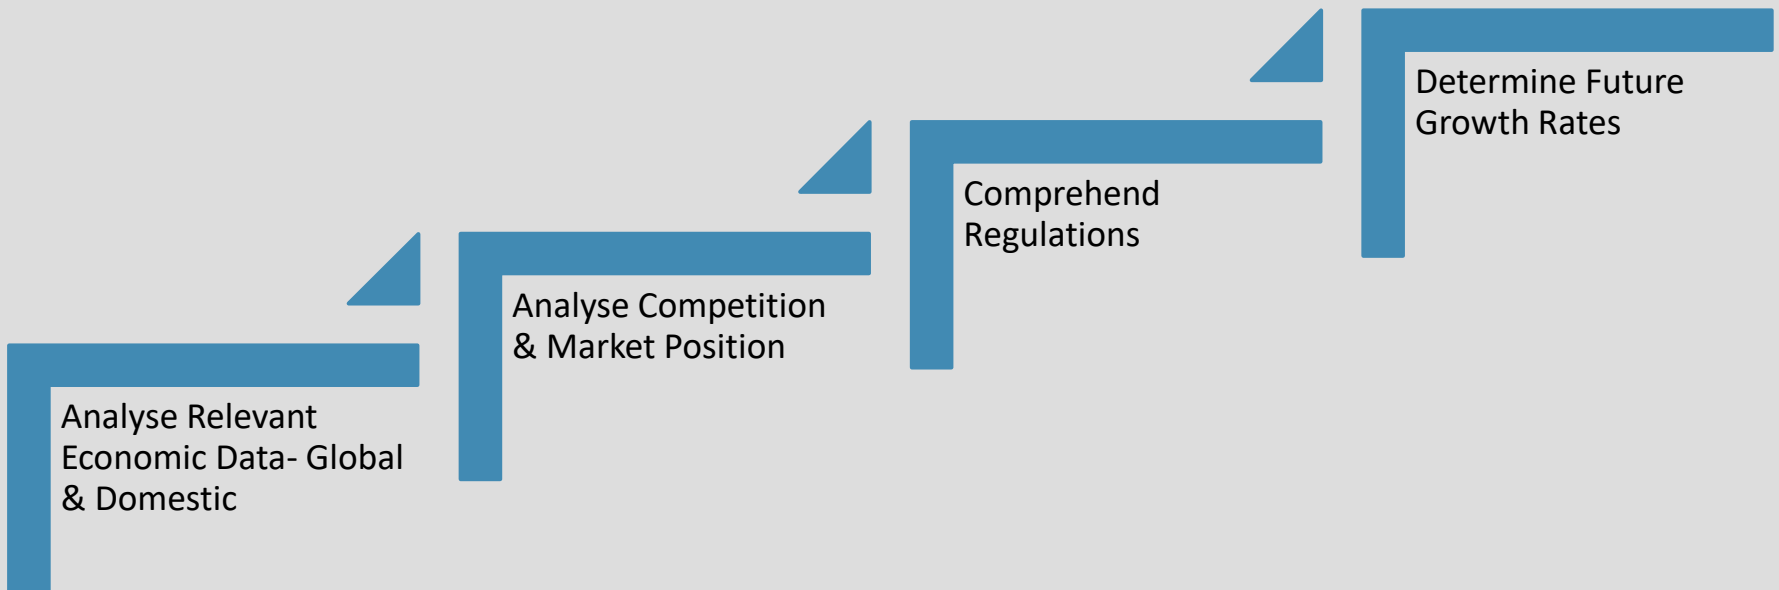 Analyse Relevant
Economic Data- Global
& Domestic
Analyse Competition
& Market Position
Comprehend
Regulations
Determine Future
Growth Rates